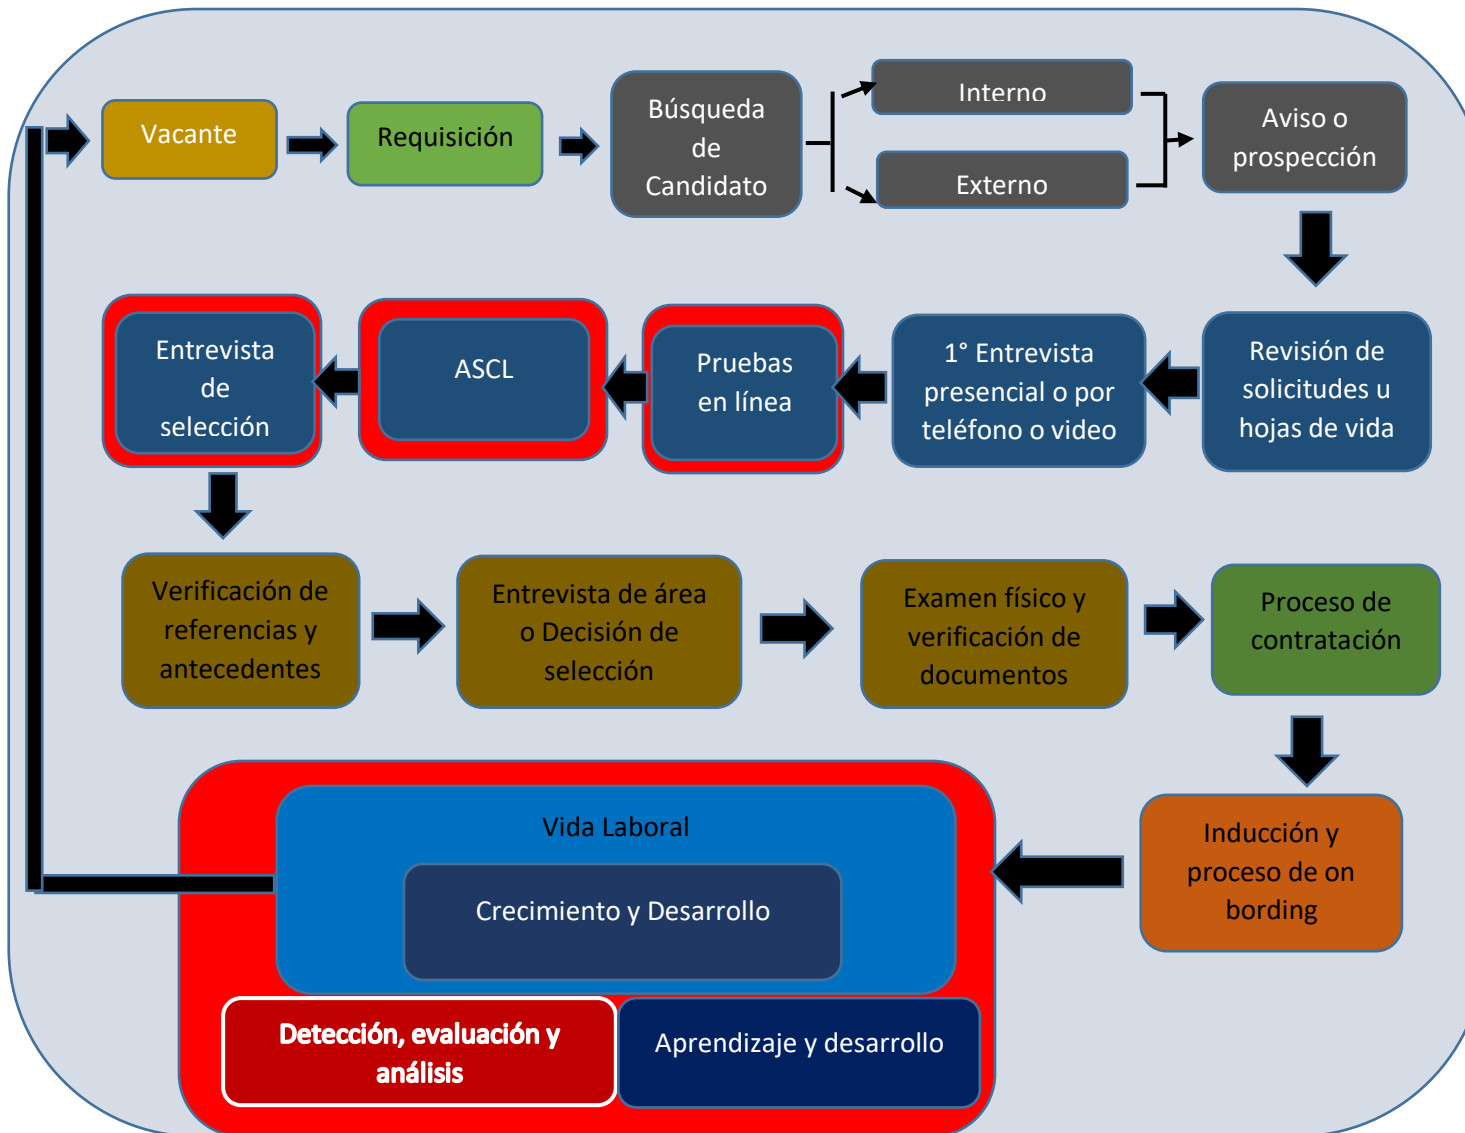 Vacante
Requisición
Búsqueda
de
Candidato
Interno
Externo
Aviso o
prospección
Revisión de
solicitudes u
hojas de vida
1° Entrevista
presencial o por
teléfono o video
Pruebas
en línea
ASCL
Entrevista
de
selección
Verificación de
referencias y
antecedentes
Entrevista de área
o Decisión de
selección
Examen físico y
verificación de
documentos
Proceso de
contratación
Inducción y
proceso de on
bording
Vida Laboral
Crecimiento y Desarrollo
Detección, evaluación y
análisis
Aprendizaje y desarrollo